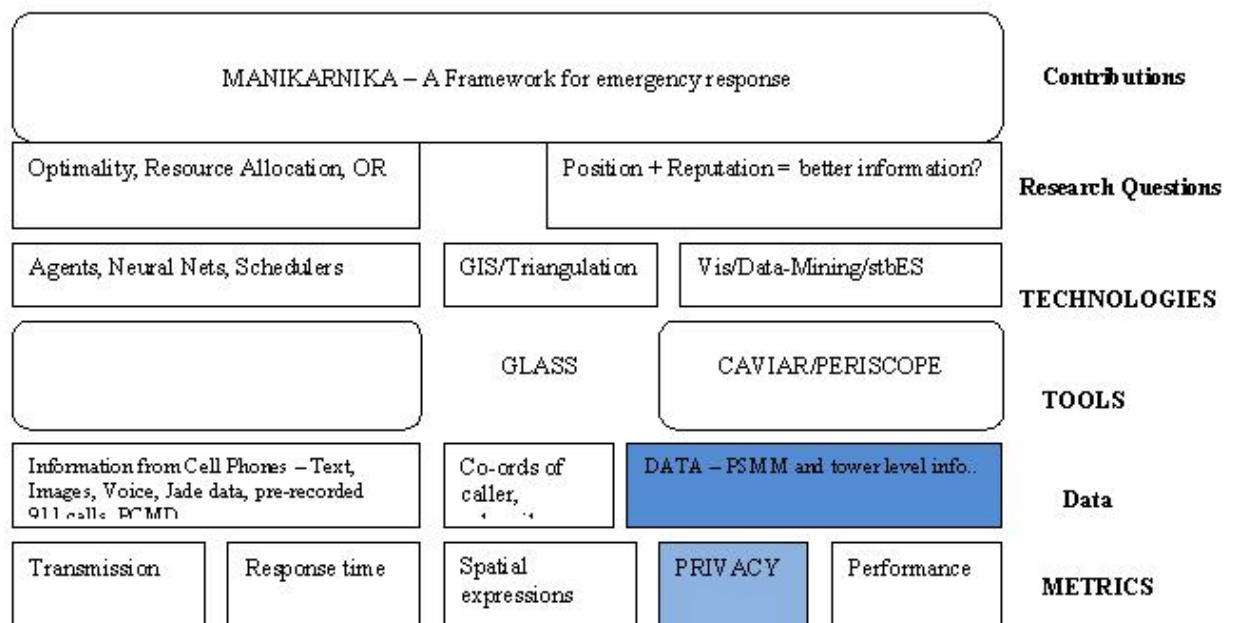 MANIKARNIKA – A Framework for emergency response
Contributions
Optimality, Resource Allocation, OR
Position + Reputation = better information?
Research Questions
Agents, Neural Nets, Schedulers
GIS/Triangulation
Vis/Data-Mining/stbES
TECHNOLOGIES
GLASS
CAVIAR/PERISCOPE
TOOLS
Information from Cell Phones – Text,
Images, Voice, Jade data, pre-recorded
911 calls, PCMD
Co-ords of
caller,
DATA – PSMM and tower level info..
Data
Transmission
Response time
Spatial
expressions
PRIVACY
Performance
METRICS